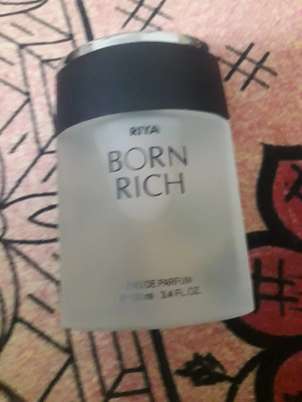 RIYA
BORN
RICH
EAU DE PARFUM
3.4 FL.OZ.